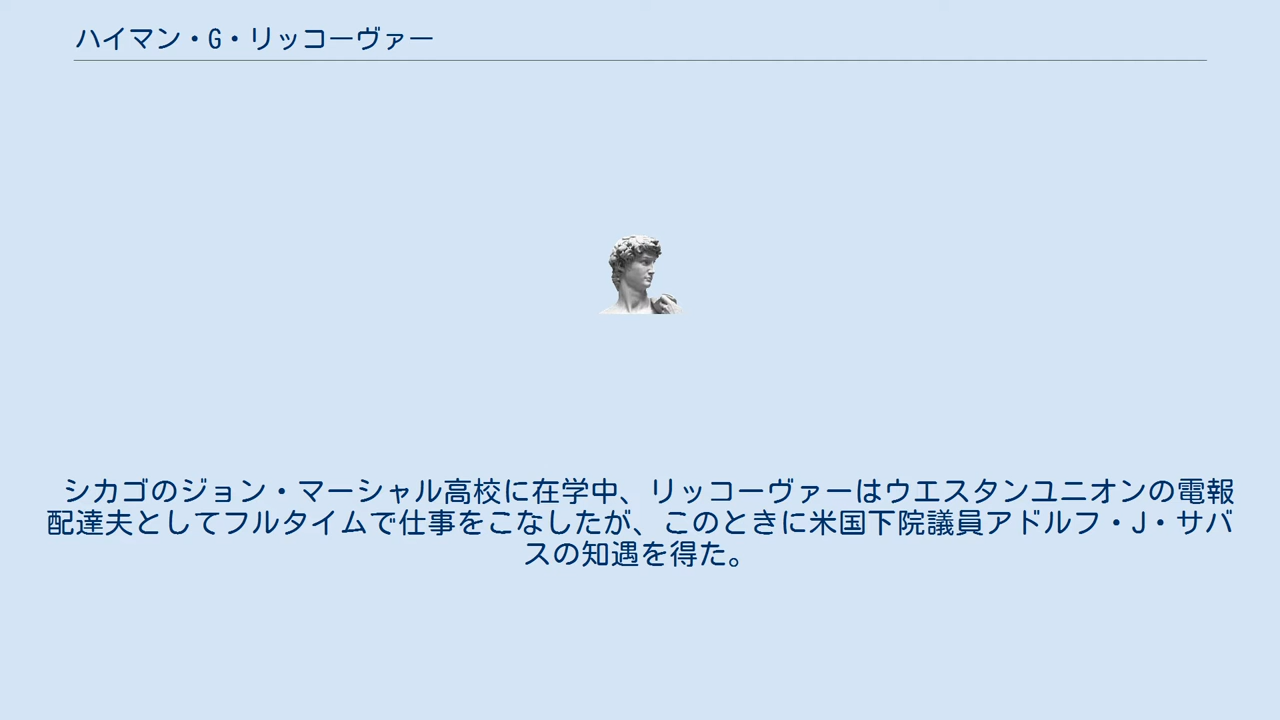 ハイマン・G・リッコーヴァー
シカゴのジョン・マーシャル高校に在学中、リッコーヴァーはウエスタンユニオンの電報
配達夫としてフルタイムで仕事をこなしたが、このときに米国下院議員アドルフ・J・サバ
スの知遇を得た。